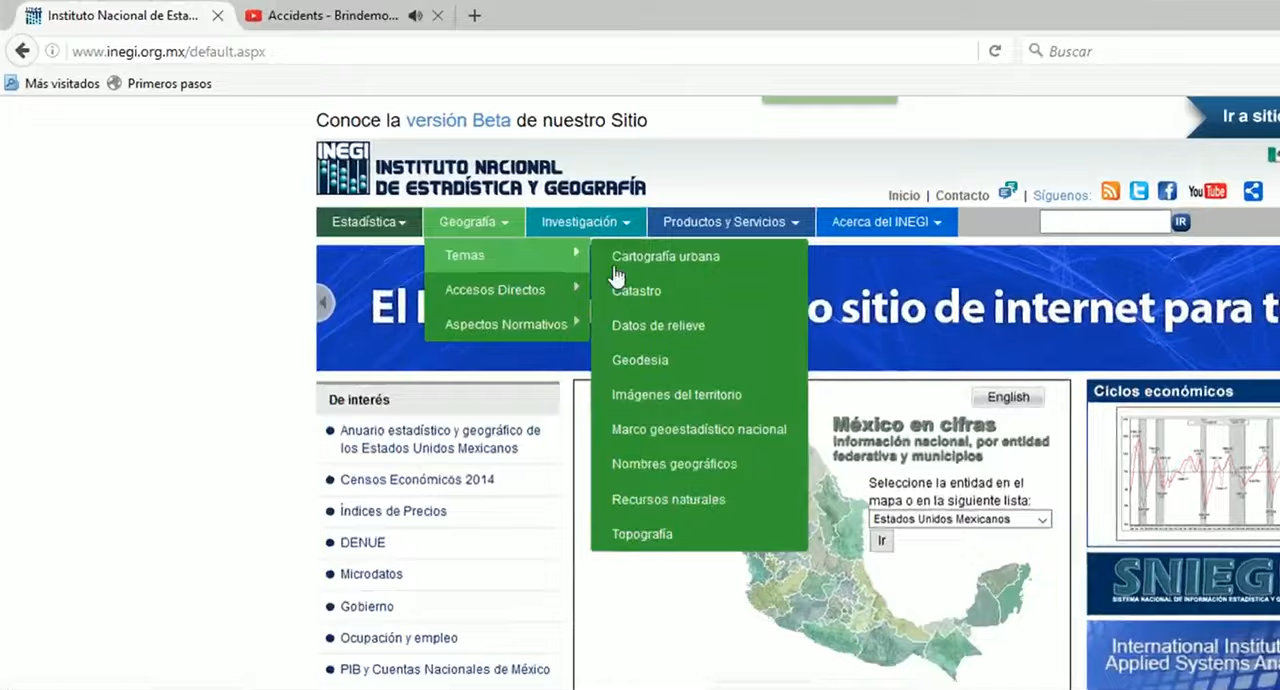 Instituto Nacional de Esta...
Accidents - Brindemo...
www.inegi.org.mx/default.aspx
Buscar
Más visitados
Primeros pasos
Conoce la versión Beta de nuestro Sitio
Ir a siti
INEGI
INSTITUTO NACIONAL
DE ESTADÍSTICA Y GEOGRAFÍA
Inicio | Contacto | Síguenos:
You Tube
Estadística
Geografía
Investigación
Productos y Servicios
Acerca del INEGI
IR
Temas
Accesos Directos
Aspectos Normativos
Cartografía urbana
Catastro
Datos de relieve
Geodesia
Imágenes del territorio
Marco geoestadístico nacional
Nombres geográficos
Recursos naturales
Topografía
El
o sitio de internet para t
De interés
Anuario estadístico y geográfico de
los Estados Unidos Mexicanos
Censos Económicos 2014
Índices de Precios
DENUE
Microdatos
Gobierno
Ocupación y empleo
PIB y Cuentas Nacionales de México
English
México en cifras
Información nacional, por entidad
federativa y municipios
Seleccione la entidad en el
mapa o en la siguiente lista:
Estados Unidos Mexicanos
Ir
Ciclos económicos
SNIEG
International Institut
Applied Systems Ana